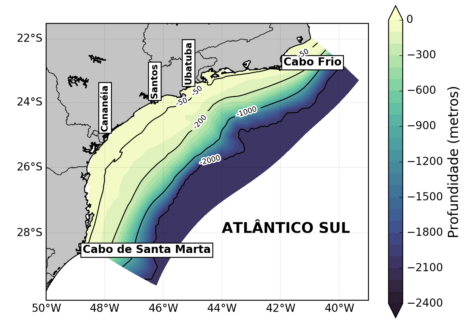 22°S
24°S
26°S
28°S
50°W
48°W
46°W
44°W
42°W
40°W
Cananéia
Santos
Ubatuba
Cabo Frio
Cabo de Santa Marta
ATLÂNTICO SUL
-50
-50
-50
-200
-1000
-2000
0
−300
−600
−900
−1200
−1500
−1800
−2100
−2400
Profundidade (metros)